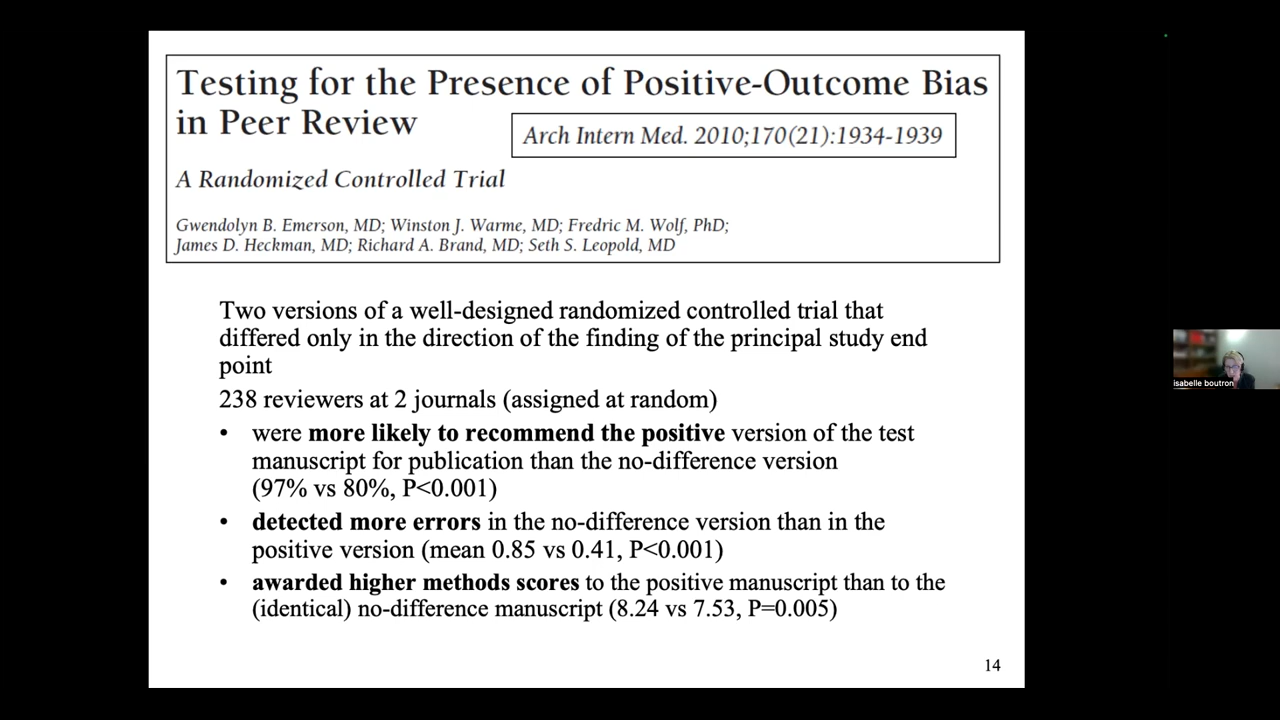 Testing for the Presence of Positive-Outcome Bias
in Peer Review
Arch Intern Med. 2010;170(21):1934-1939
A Randomized Controlled Trial
Gwendolyn B. Emerson, MD; Winston J. Warme, MD; Fredric M. Wolf, PhD;
James D. Heckman, MD; Richard A. Brand, MD; Seth S. Leopold, MD
Two versions of a well-designed randomized controlled trial that
differed only in the direction of the finding of the principal study end
point
238 reviewers at 2 journals (assigned at random)
• were more likely to recommend the positive version of the test
manuscript for publication than the no-difference version
(97% vs 80%, P<0.001)
• detected more errors in the no-difference version than in the
positive version (mean 0.85 vs 0.41, P<0.001)
• awarded higher methods scores to the positive manuscript than to the
(identical) no-difference manuscript (8.24 vs 7.53, P=0.005)
14
isabelle boutron